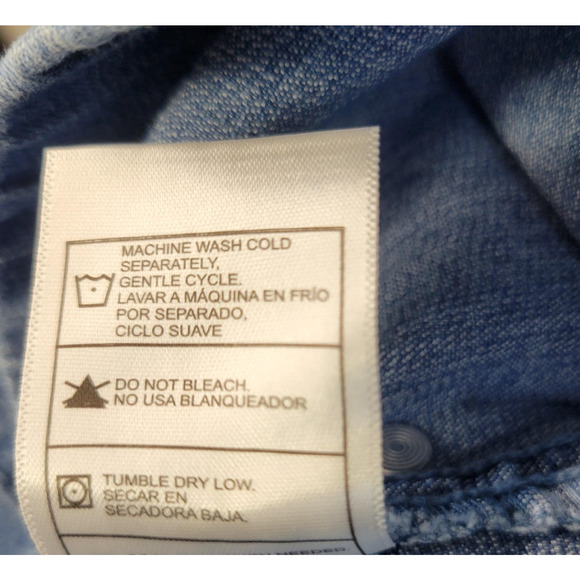 MACHINE WASH COLD
SEPARATELY,
GENTLE CYCLE.
LAVAR A MÁQUINA EN FRÍO
POR SEPARADO,
CICLO SUAVE
DO NOT BLEACH.
NO USA BLANQUEADOR
TUMBLE DRY LOW.
SECAR EN
SECADORA BAJA.
NEEDED